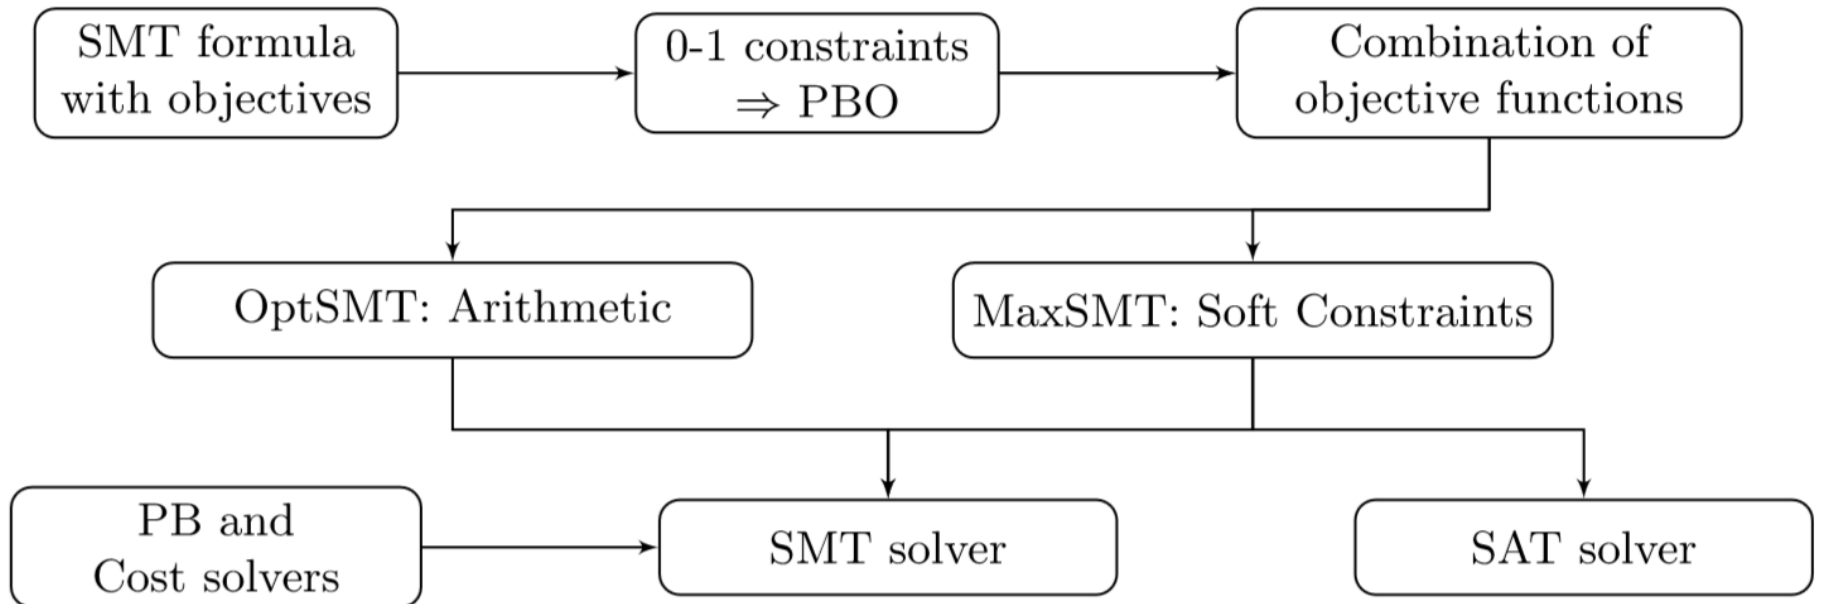 SMT formula
with objectives
0-1 constraints
⇒ PBO
Combination of
objective functions
OptSMT: Arithmetic
MaxSMT: Soft Constraints
PB and
Cost solvers
SMT solver
SAT solver